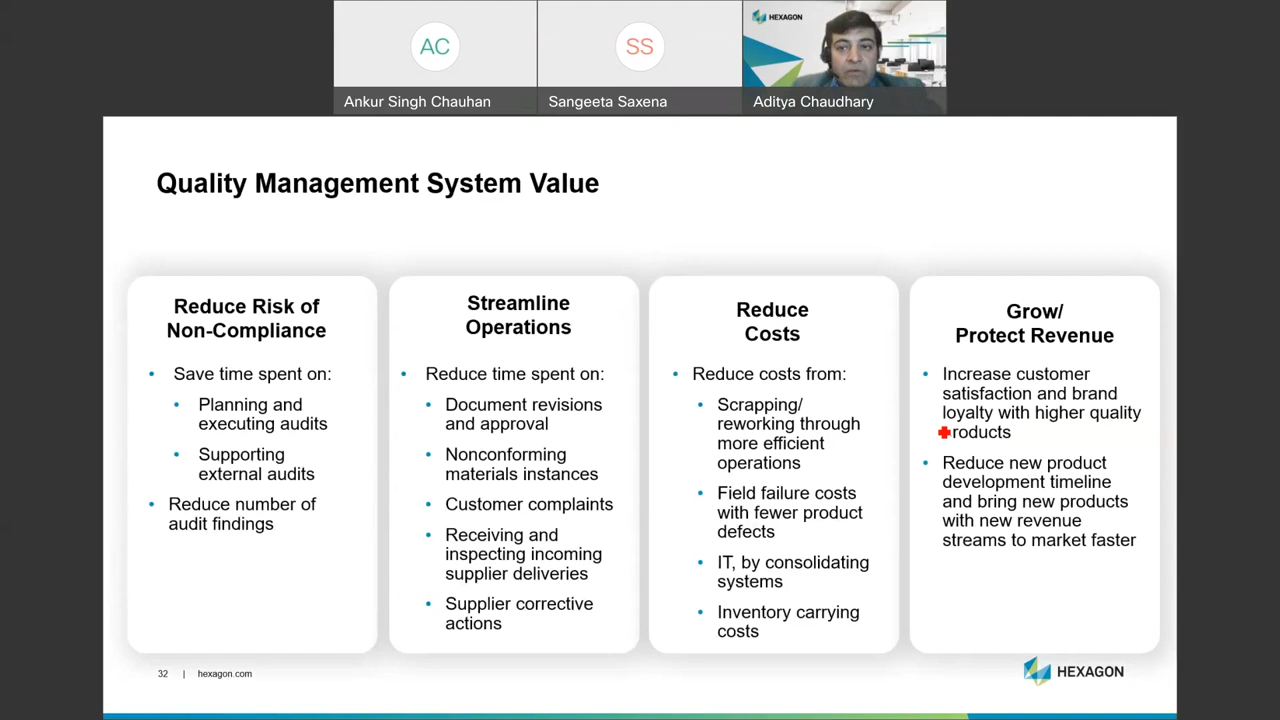 AC
SS
HEXAGON
Ankur Singh Chauhan
Sangeeta Saxena
Aditya Chaudhary
Quality Management System Value
Reduce Risk of
Non-Compliance
• Save time spent on:
• Planning and
executing audits
• Supporting
external audits
• Reduce number of
audit findings
Streamline
Operations
• Reduce time spent on:
• Document revisions
and approval
• Nonconforming
materials instances
• Customer complaints
• Receiving and
inspecting incoming
supplier deliveries
• Supplier corrective
actions
Reduce
Costs
• Reduce costs from:
• Scrapping/
reworking through
more efficient
operations
• Field failure costs
with fewer product
defects
• IT, by consolidating
systems
• Inventory carrying
costs
Grow/
Protect Revenue
• Increase customer
satisfaction and brand
loyalty with higher quality
roducts
• Reduce new product
development timeline
and bring new products
with new revenue
streams to market faster
32 | hexagon.com
HEXAGON